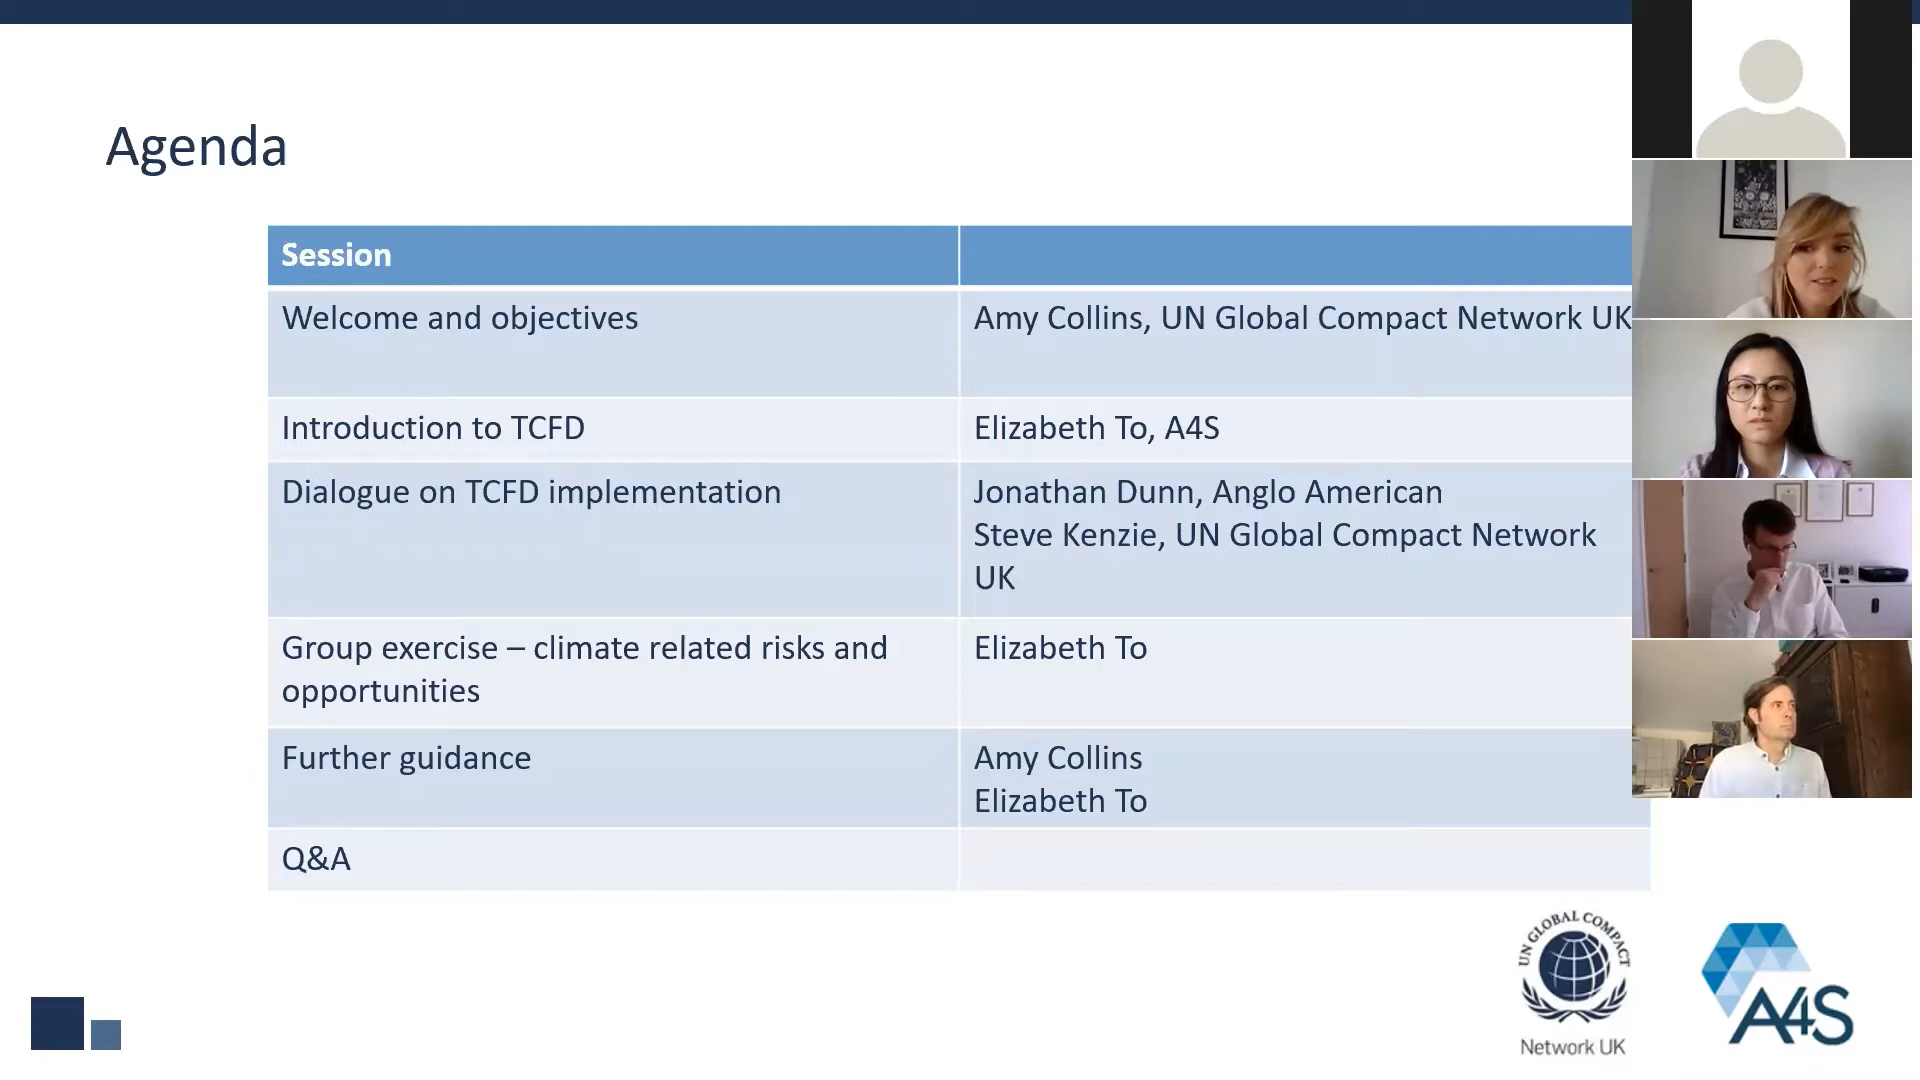 Agenda
Session
Welcome and objectives
Amy Collins, UN Global Compact Network UK
Introduction to TCFD
Elizabeth To, A4S
Dialogue on TCFD implementation
Jonathan Dunn, Anglo American
Steve Kenzie, UN Global Compact Network
UK
Group exercise – climate related risks and
opportunities
Elizabeth To
Further guidance
Amy Collins
Elizabeth To
Q&A
UN GLOBAL COMPACT
Network UK
A4S